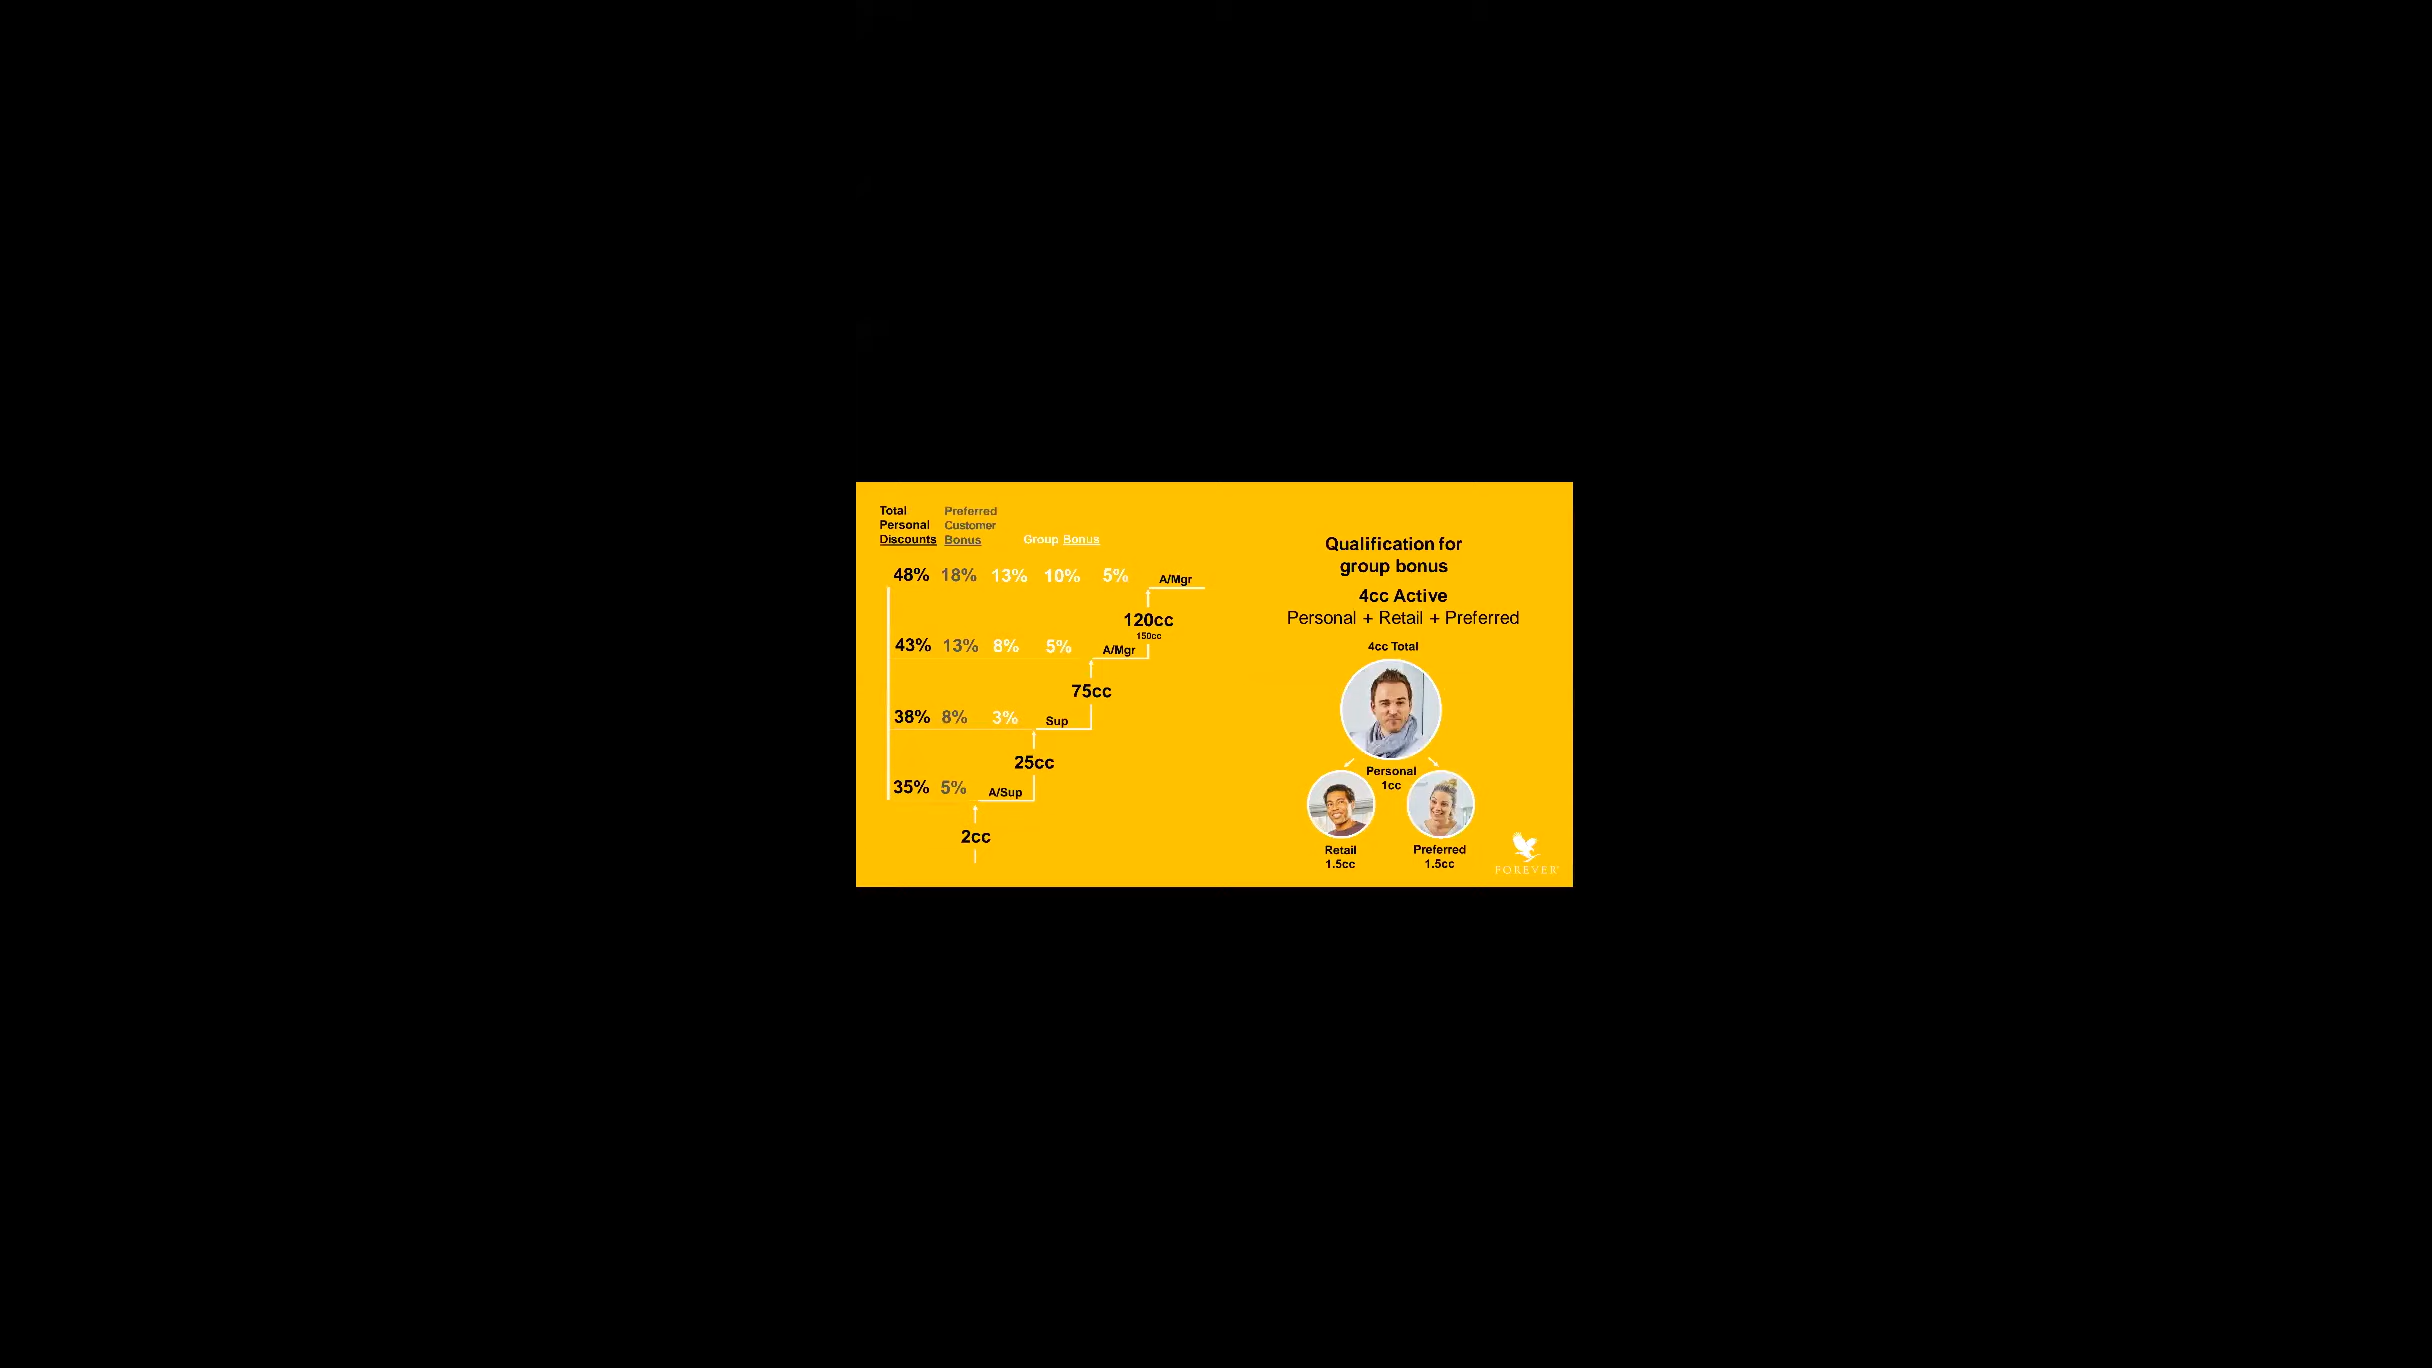 Total
Personal
Discounts
Preferred
Customer
Bonus
Group Bonus
48% 18% 13% 10% 5% A/Mgr
120cc
150cc
43% 13% 8% 5% A/Mgr
75cc
38% 8% 3% Sup
25cc
35% 5% A/Sup
2cc
Qualification for
group bonus
4cc Active
Personal + Retail + Preferred
4cc Total
Personal
1cc
Retail
1.5cc
Preferred
1.5cc
FOREVER